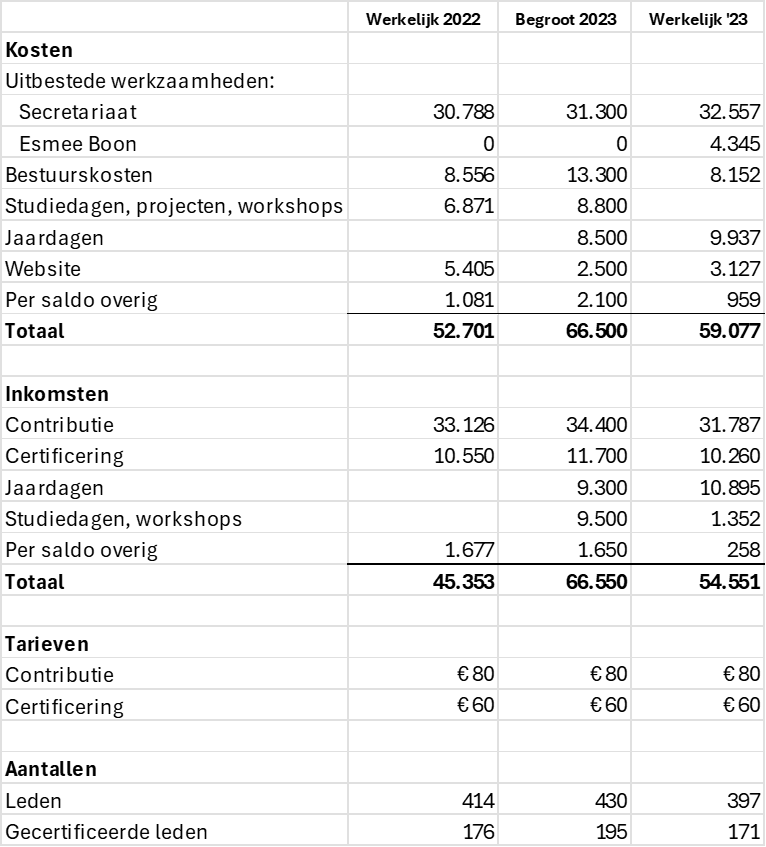 Werkelijk 2022 Begroot 2023 Werkelijk '23
Kosten
Uitbestede werkzaamheden:
Secretariaat 30.788 31.300 32.557
Esmee Boon 0 0 4.345
Bestuurskosten 8.556 13.300 8.152
Studiedagen, projecten, workshops 6.871 8.800
Jaardagen 8.500 9.937
Website 5.405 2.500 3.127
Per saldo overig 1.081 2.100 959
Totaal 52.701 66.500 59.077
Inkomsten
Contributie 33.126 34.400 31.787
Certificering 10.550 11.700 10.260
Jaardagen 9.300 10.895
Studiedagen, workshops 9.500 1.352
Per saldo overig 1.677 1.650 258
Totaal 45.353 66.550 54.551
Tarieven
Contributie € 80 € 80 € 80
Certificering € 60 € 60 € 60
Aantallen
Leden 414 430 397
Gecertificeerde leden 176 195 171